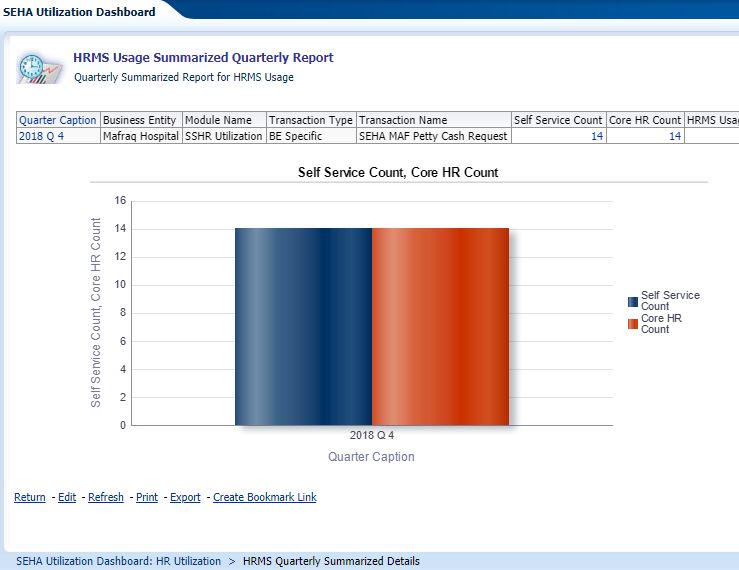 SEHA Utilization Dashboard
HRMS Usage Summarized Quarterly Report
Quarterly Summarized Report for HRMS Usage
Quarter Caption Business Entity Module Name Transaction Type Transaction Name Self Service Count Core HR Count HRMS
2018 Q 4 Mafraq Hospital SSHR Utilization BE Specific SEHA MAF Petty Cash Request 14 14
Self Service Count, Core HR Count
16
14
12
10
8
6
4
2
0
Self Service Count, Core HR Count
2018 Q 4
Quarter Caption
Self Service
Count
Core HR
Count
Return - Edit - Refresh - Print - Export - Create Bookmark Link
SEHA Utilization Dashboard: HR Utilization > HRMS Quarterly Summarized Details